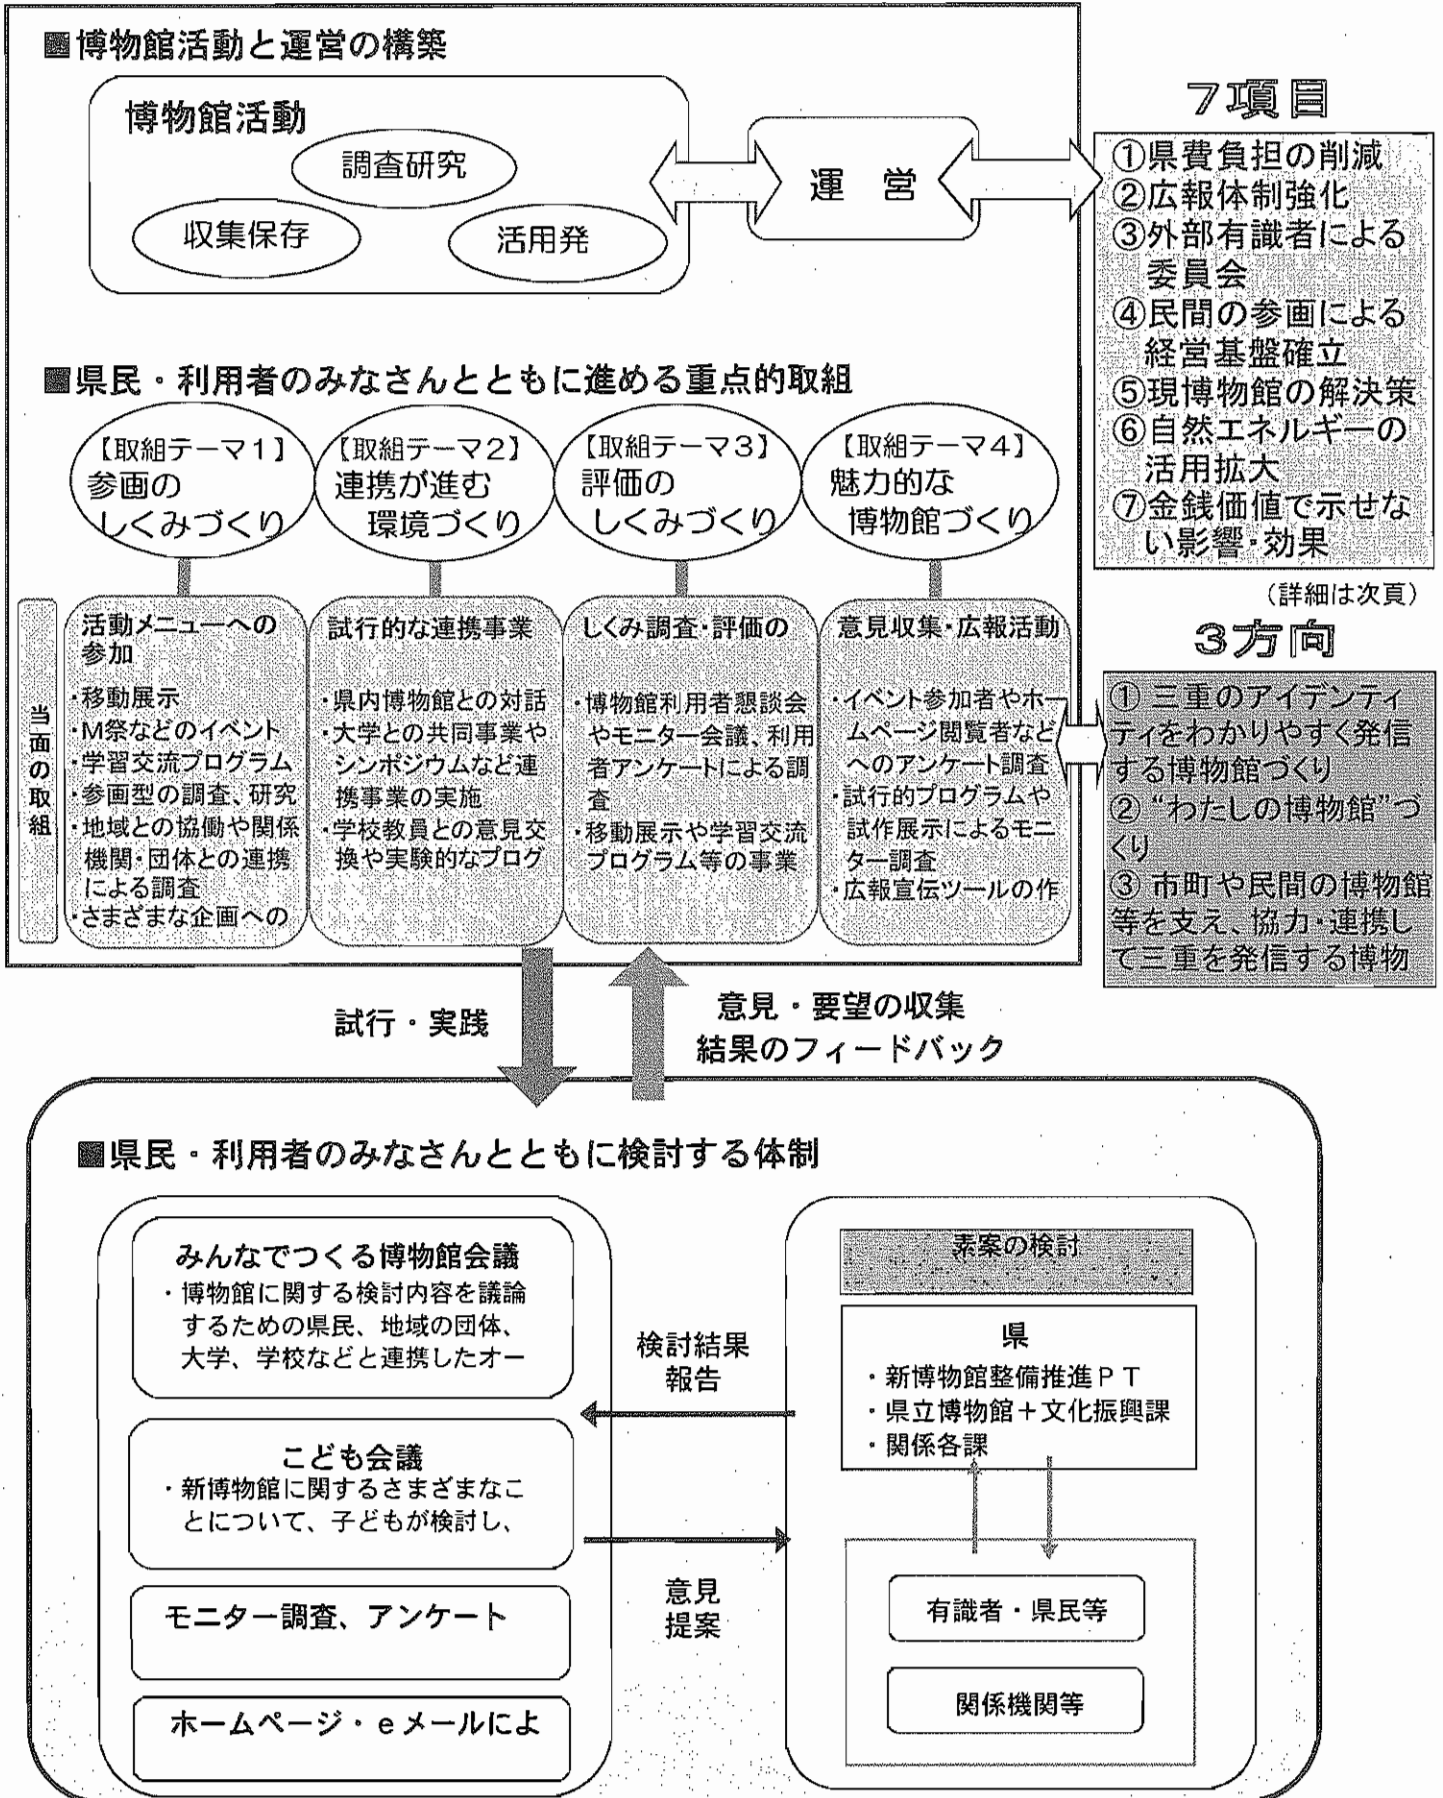 ■博物館活動と運営の構築
博物館活動
調査研究
収集保存
活用発
運 営
7項目
①県費負担の削減
②広報体制強化
③外部有識者による
委員会
④民間の参画による
経営基盤確立
⑤現博物館の解決策
⑥自然エネルギーの
活用拡大
⑦金銭価値で示せな
い影響・効果
(詳細は次頁)
■県民・利用者のみなさんとともに進める重点的取組
【取組テーマ1】
参画の
しくみづくり
【取組テーマ2】
連携が進む
環境づくり
【取組テーマ3】
評価の
しくみづくり
【取組テーマ4】
魅力的な
博物館づくり
当面の取組
活動メニューへの
参加
・移動展示
・M祭などのイベント
・学習交流プログラム
・参画型の調査、研究
・地域との協働や関係
機関・団体との連携
による調査
・さまざまな企画への
試行的な連携事業
・県内博物館との対話
・大学との共同事業や
シンポジウムなど連
携事業の実施
・学校教員との意見交
換や実験的なプログ
しくみ調査・評価の
・博物館利用者懇談会
やモニター会議、利用
者アンケートによる調
査
・移動展示や学習交流
プログラム等の事業
意見収集・広報活動
・イベント参加者やホー
ムページ閲覧者など
へのアンケート調査
・試行的プログラムや
試作展示によるモニ
ター調査
・広報宣伝ツールの作
3方向
① 三重のアイデンティ
ティをわかりやすく発信
する博物館づくり
② “わたしの博物館”づ
くり
③ 市町や民間の博物館
等を支え、協力・連携し
て三重を発信する博物
試行・実践
意見・要望の収集
結果のフィードバック
■県民・利用者のみなさんとともに検討する体制
みんなでつくる博物館会議
・博物館に関する検討内容を議論
するための県民、地域の団体、
大学、学校などと連携したオー
こども会議
・新博物館に関するさまざまなこ
とについて、子どもが検討し、
モニター調査、アンケート
ホームページ・eメールによ
検討結果
報告
意見
提案
素案の検討
県
・新博物館整備推進PT
・県立博物館+文化振興課
・関係各課
有識者・県民等
関係機関等